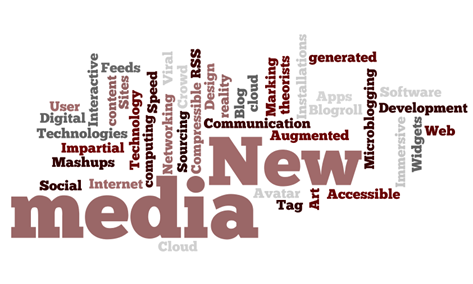 Interactive
Feeds
content
Sites
Technology
Speed
computing
Viral
Networking
Crowd
Sourcing
RSS
Compressible
Design
reality
Blog
cloud
Marking
theorists
Installations
generated
Apps
Blogroll
Microblogging
Software
Development
User
Digital
Technologies
Impartial
Mashups
Communication
Augmented
Immersive
Widgets
Web
Social
Internet
New
media
Avatar
Tag
Art
Accessible
Cloud